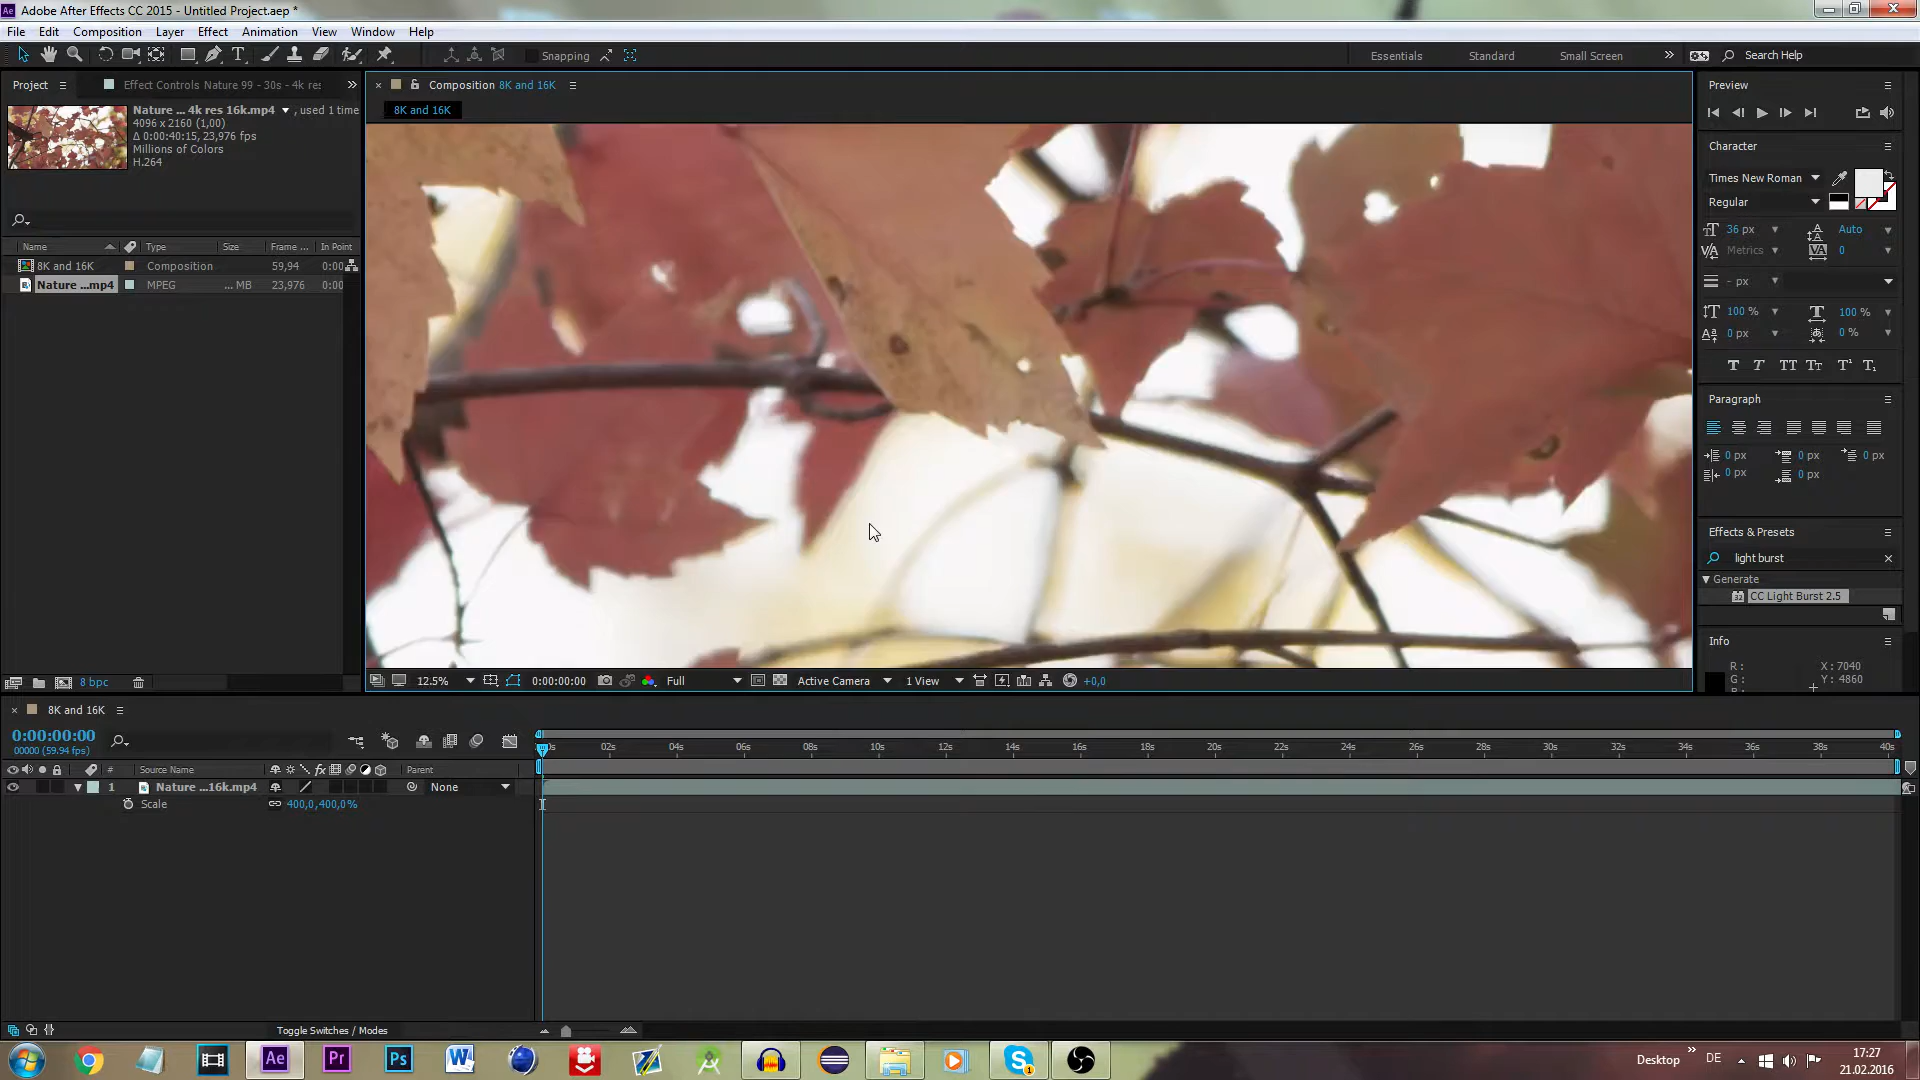 Adobe After Effects CC 2015 - Untitled Project.aep *
File Edit Composition Layer Effect Animation View Window Help
Snapping
Essentials Standard Small Screen » Search Help
Project Effect Controls Nature 99 - 30s - 4k res »
Nature ... 4k res 16k.mp4 , used 1 time
4096 x 2160 (1,00)
Δ 0:00:40:15, 23,976 fps
Millions of Colors
H.264
Name Type Size Frame ... In Point
8K and 16K Composition 59,94 0:00
Nature ...mp4 MPEG ... MB 23,976 0:00
8 bpc
× Composition 8K and 16K
8K and 16K
12.5% 0:00:00:00 Full Active Camera 1 View +0,0
Preview
Character
Times New Roman
Regular
36 px Auto
Metrics 0
- px
100 % 100 %
0 px 0 %
T T TT Tт T¹ T₁
Paragraph
0 px 0 px 0 px
0 px 0 px
Effects & Presets
light burst ×
Generate
CC Light Burst 2.5
Info
R : X : 7040
G : Y : 4860
× 8K and 16K
0:00:00:00
00000 (59.94 fps)
# Source Name Parent
1 Nature ...16k.mp4 None
Scale 400,0,400,0%
02s 04s 06s 08s 10s 12s 14s 16s 18s 20s 22s 24s 26s 28s 30s 32s 34s 36s 38s 40s
Toggle Switches / Modes
Ae Pr Ps W S 1
Desktop » DE
17:27
21.02.2016